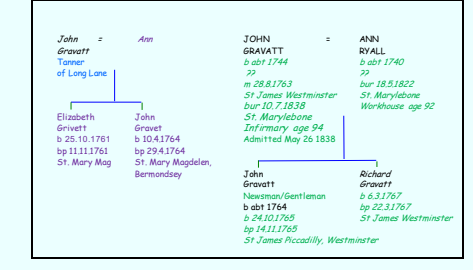 John = Ann
Gravatt
Tanner
of Long Lane
Elizabeth
Grivett
b 25.10.1761
bp 11.11.1761
St. Mary Mag
John
Gravet
b 10.4.1764
bp 29.4.1764
St. Mary Magdelen,
Bermondsey
JOHN = ANN
GRAVATT RYALL
b abt 1744 b abt 1740
?? ??
m 28.8.1763 bur 18.5.1822
St James Westminster St. Marylebone
bur 10.7.1838 Workhouse age 92
St. Marylebone
Infirmary age 94
Admitted May 26 1838
John
Gravatt
Newsman/Gentleman
b abt 1764
b 24.10.1765
bp 14.11.1765
St James Piccadilly, Westminster
Richard
Gravatt
b 6.3.1767
bp 22.3.1767
St James Westminster